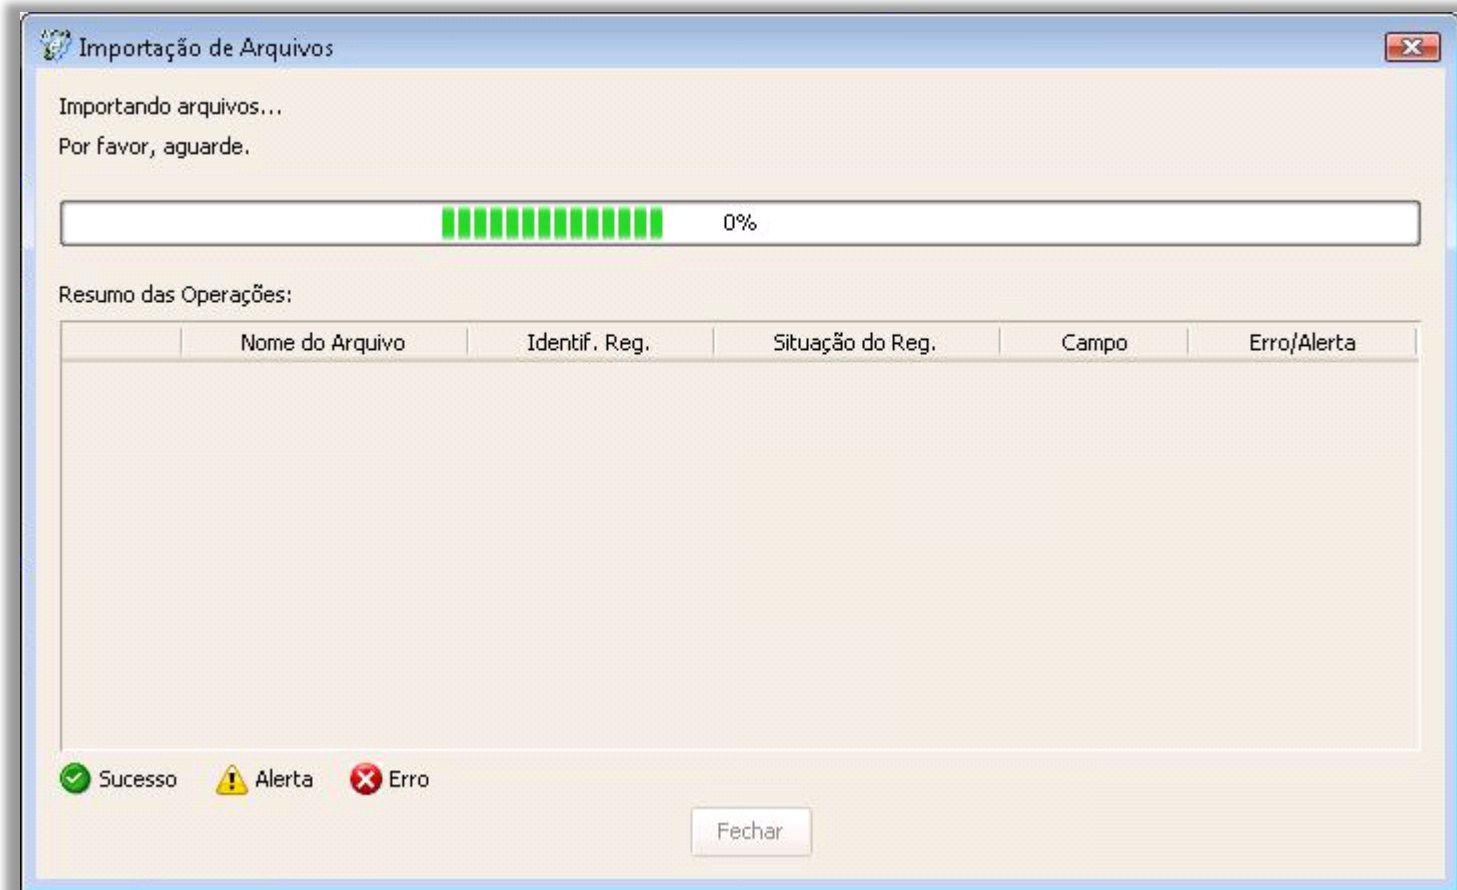 Importação de Arquivos
Importando arquivos...
Por favor, aguarde.
0%
Resumo das Operações:
Nome do Arquivo Identif. Reg. Situação do Reg. Campo Erro/Alerta
Sucesso Alerta Erro
Fechar